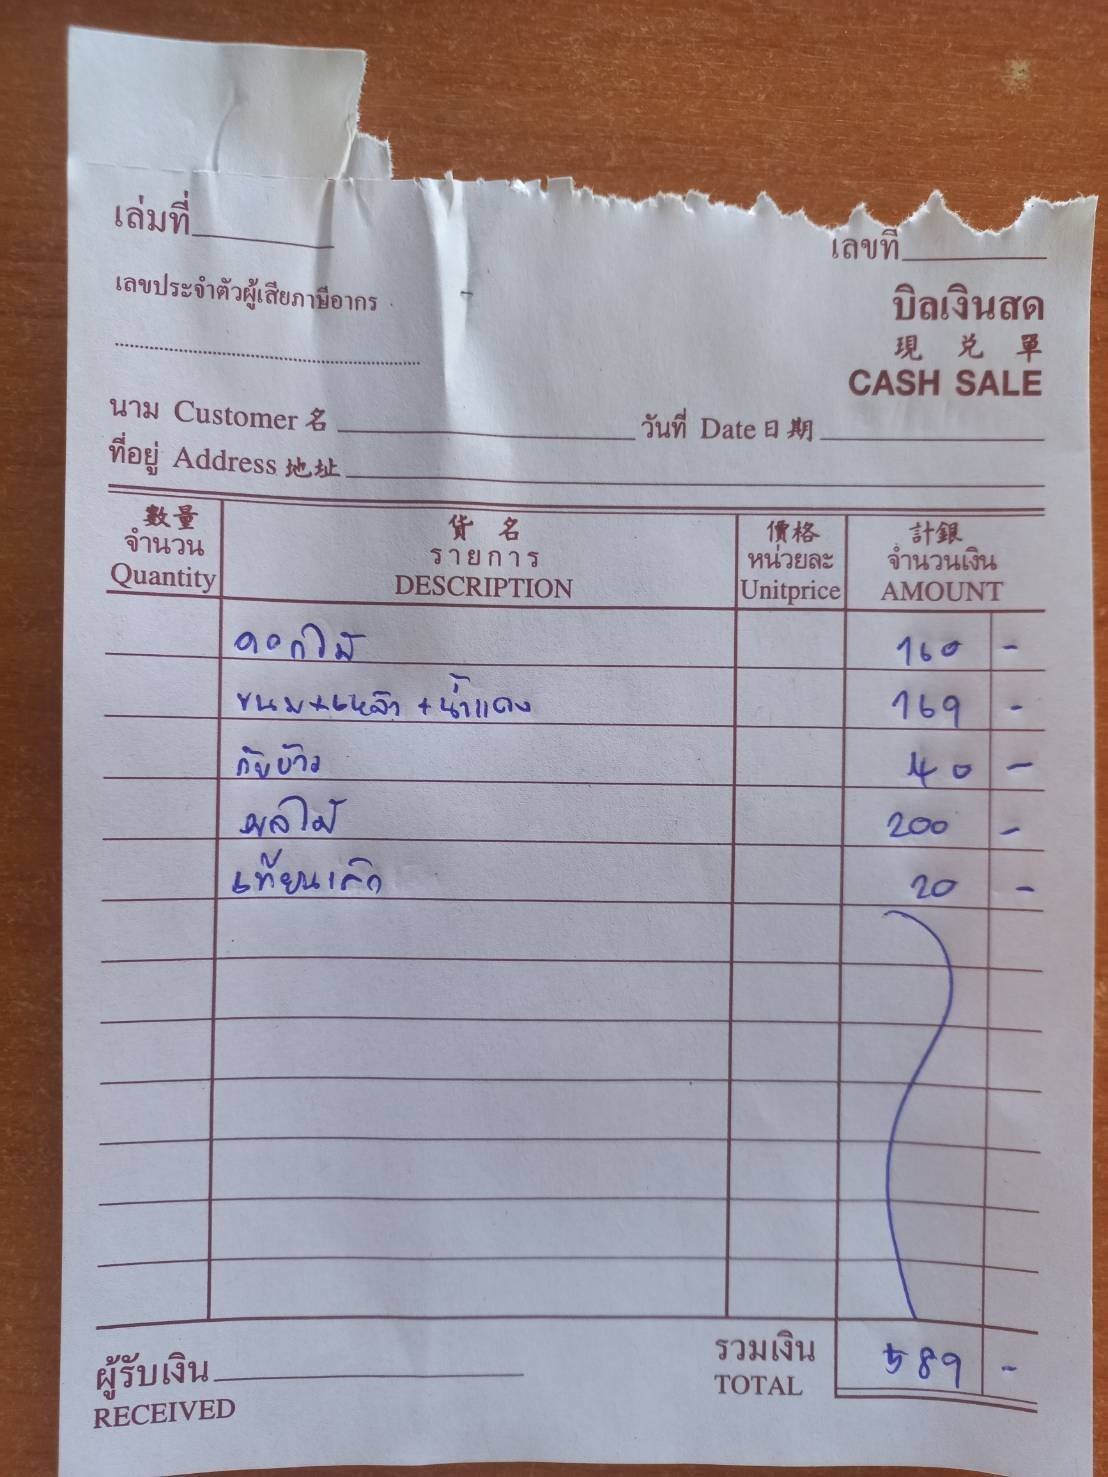 เล่มที่
เลขที่
เลขประจำตัวผู้เสียภาษีอากร
บิลเงินสด
現兑單
CASH SALE
นาม Customer 名
วันที่ Date 日期
ที่อยู่ Address 地址
數量 จำนวน Quantity
貨名 รายการ DESCRIPTION
價格 หน่วยละ Unitprice
計銀 จำนวนเงิน AMOUNT
ดอกไม้ 160 -
ขนม+เหล้า+น้ำแดง 169 -
กับข้าว 40 -
ผลไม้ 200 -
เทียนเล็ก 20 -
ผู้รับเงิน RECEIVED
รวมเงิน TOTAL 589 -